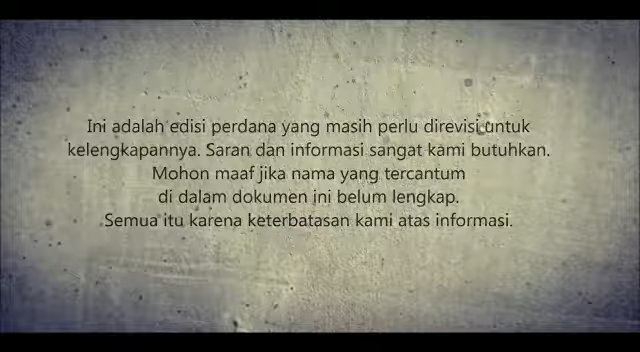 Ini adalah edisi perdana yang masih perlu direvisi untuk
kelengkapannya. Saran dan informasi sangat kami butuhkan.
Mohon maaf jika nama yang tercantum
di dalam dokumen ini belum lengkap.
Semua itu karena keterbatasan kami atas informasi.